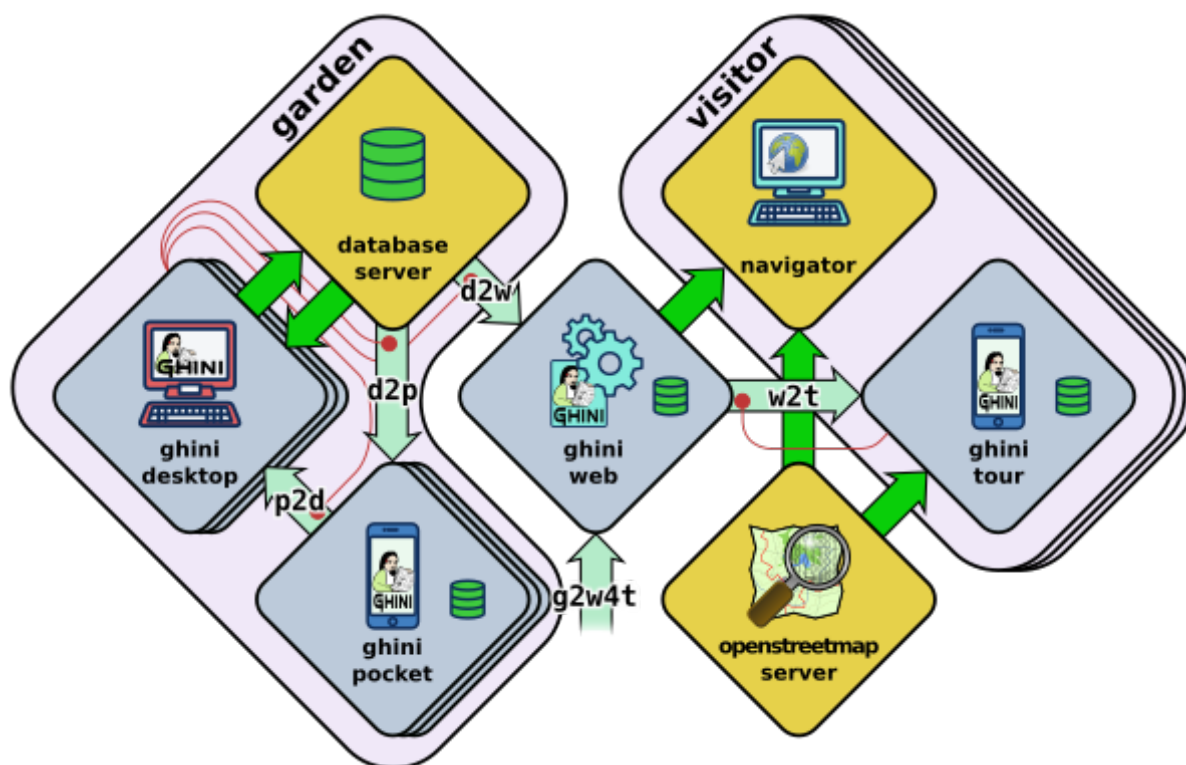 garden
visitor
database
server
navigator
d2w
GHINI
ghini
desktop
d2p
GHINI
ghini
web
w2t
GHINI
ghini
tour
p2d
GHINI
ghini
pocket
g2w4t
openstreetmap
server